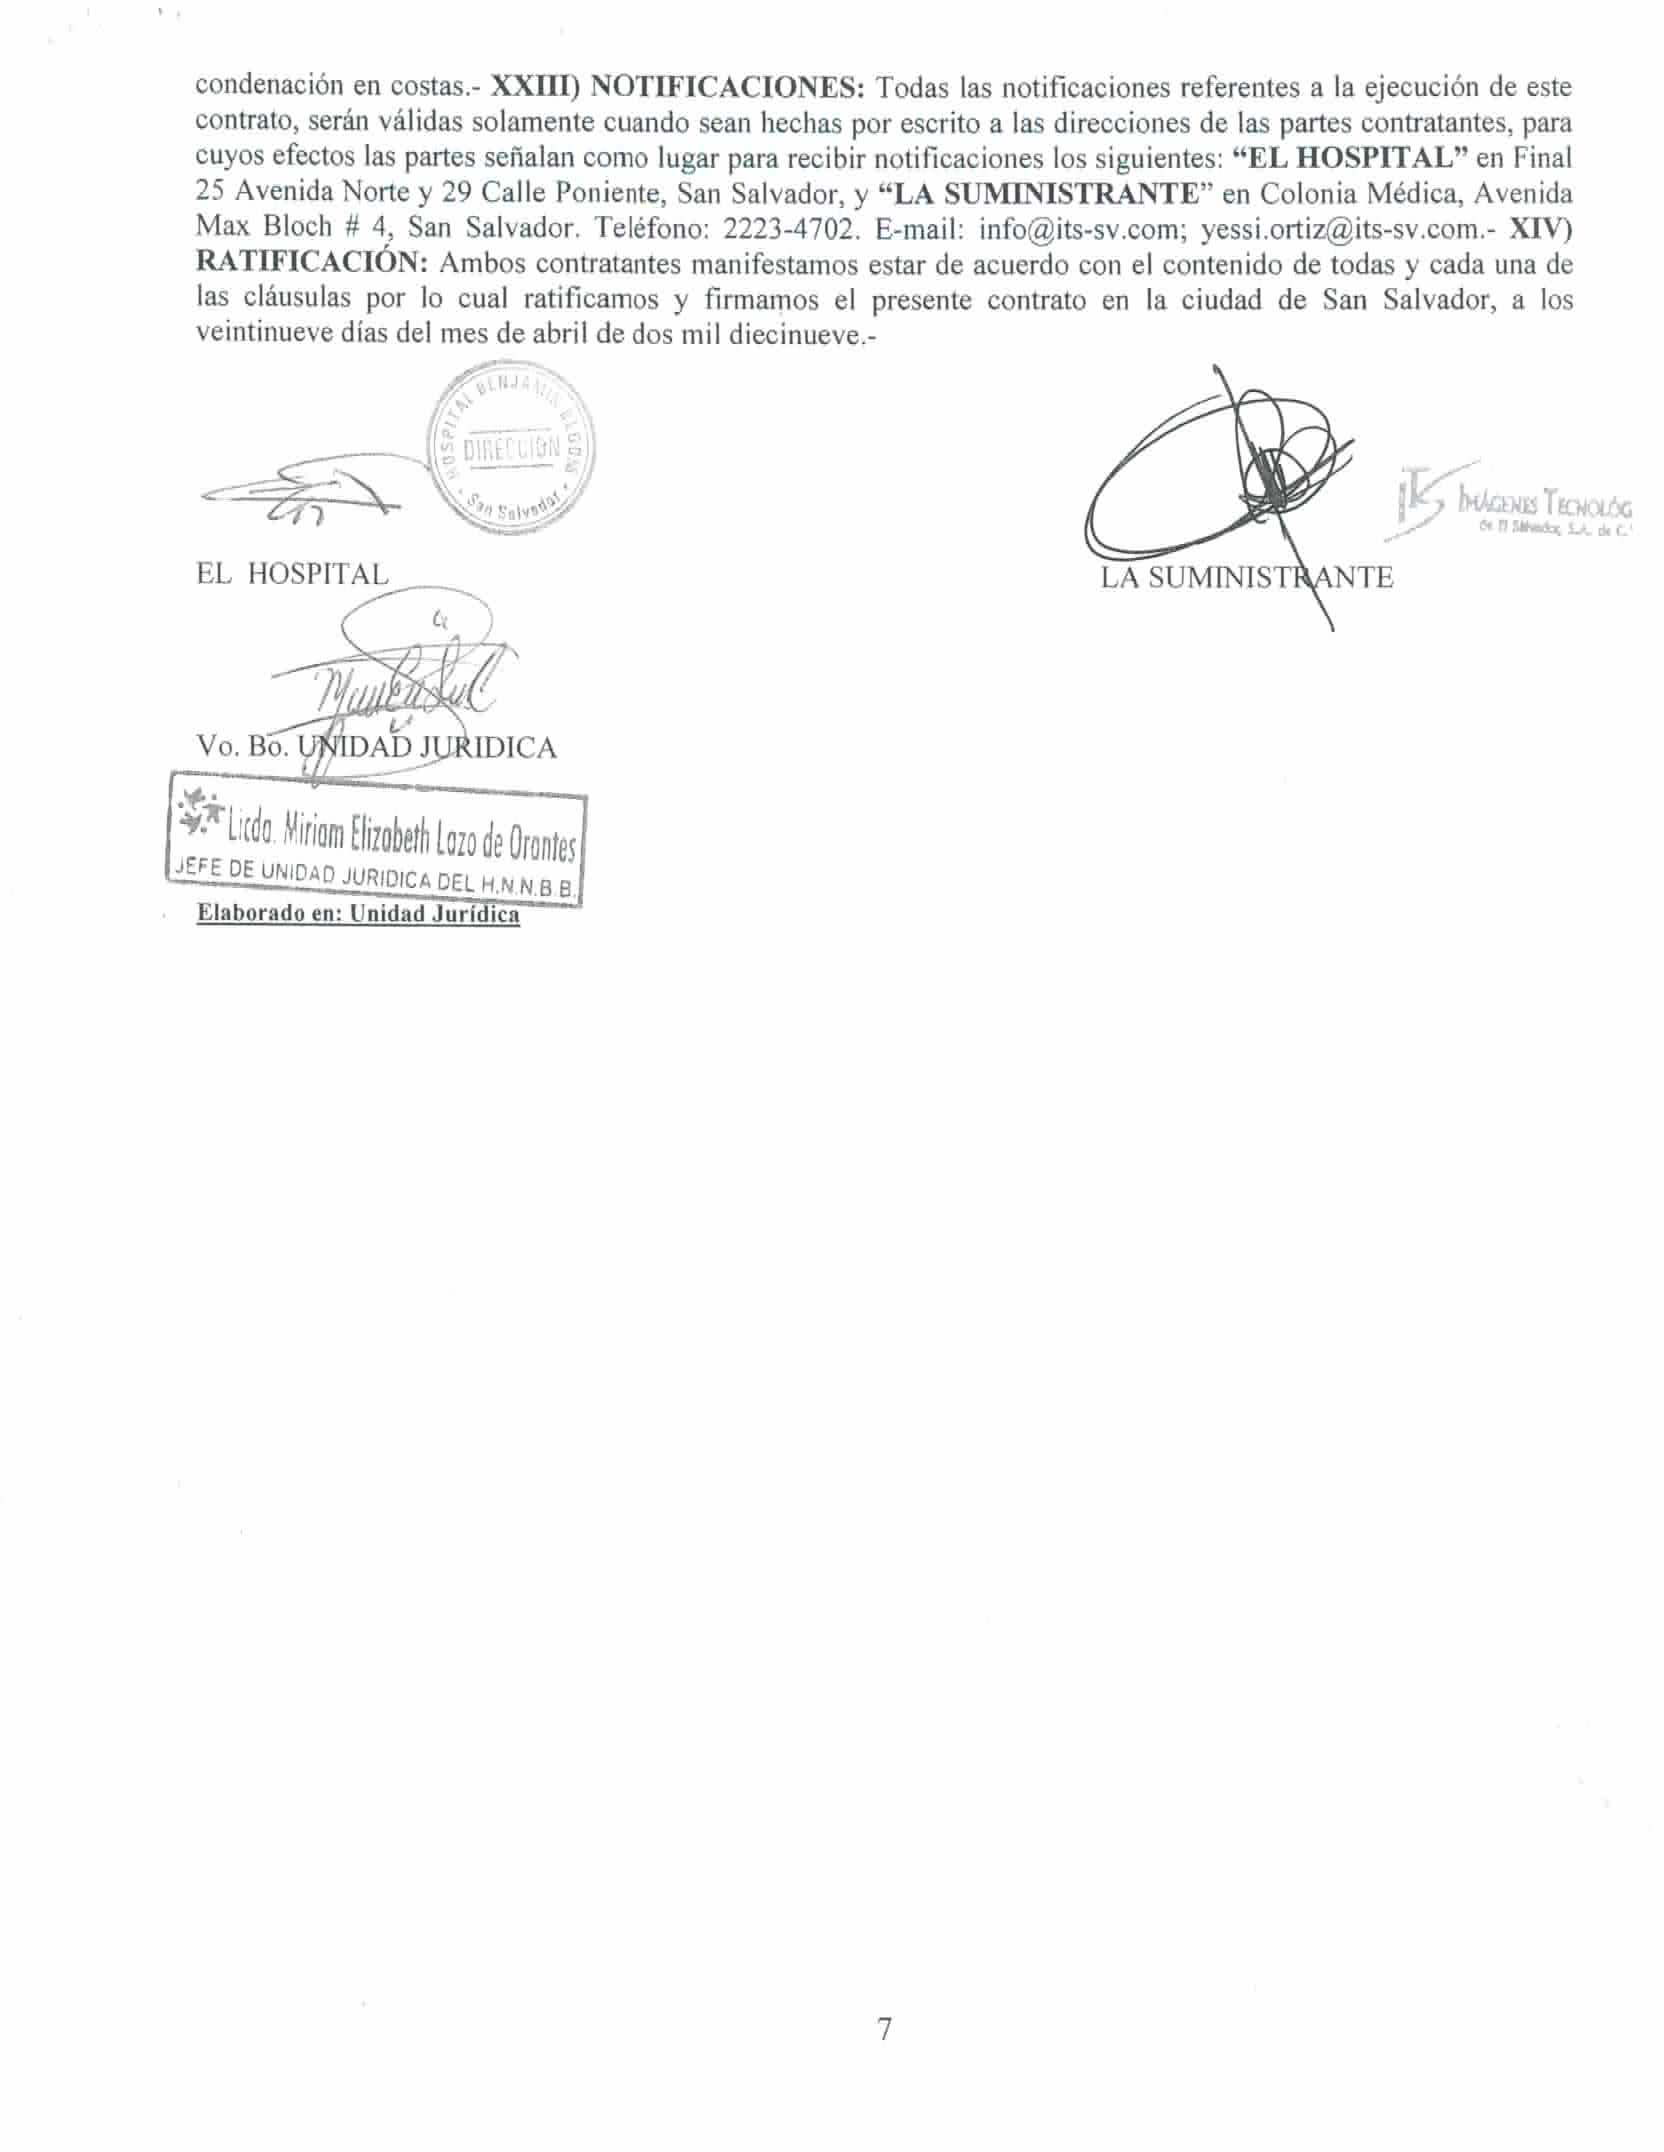 condenación en costas.- XXIII) NOTIFICACIONES: Todas las notificaciones referentes a la ejecución de este
contrato, serán válidas solamente cuando sean hechas por escrito a las direcciones de las partes contratantes, para
cuyos efectos las partes señalan como lugar para recibir notificaciones los siguientes: “EL HOSPITAL” en Final
25 Avenida Norte y 29 Calle Poniente, San Salvador, y “LA SUMINISTRANTE” en Colonia Médica, Avenida
Max Bloch # 4, San Salvador. Teléfono: 2223-4702. E-mail: info@its-sv.com; yessi.ortiz@its-sv.com.- XIV)
RATIFICACIÓN: Ambos contratantes manifestamos estar de acuerdo con el contenido de todas y cada una de
las cláusulas por lo cual ratificamos y firmamos el presente contrato en la ciudad de San Salvador, a los
veintinueve días del mes de abril de dos mil diecinueve.-
HOSPITAL BENJAMIN BLOOM
DIRECCION
San Salvador
ITS IMÁGENES TECNOLÓG
de El Salvador, S.A. de C.
EL HOSPITAL
LA SUMINISTRANTE
Vo. Bo. UNIDAD JURIDICA
Licda. Miriam Elizabeth Lazo de Orantes
JEFE DE UNIDAD JURIDICA DEL H.N.N.B.B.
Elaborado en: Unidad Jurídica
7